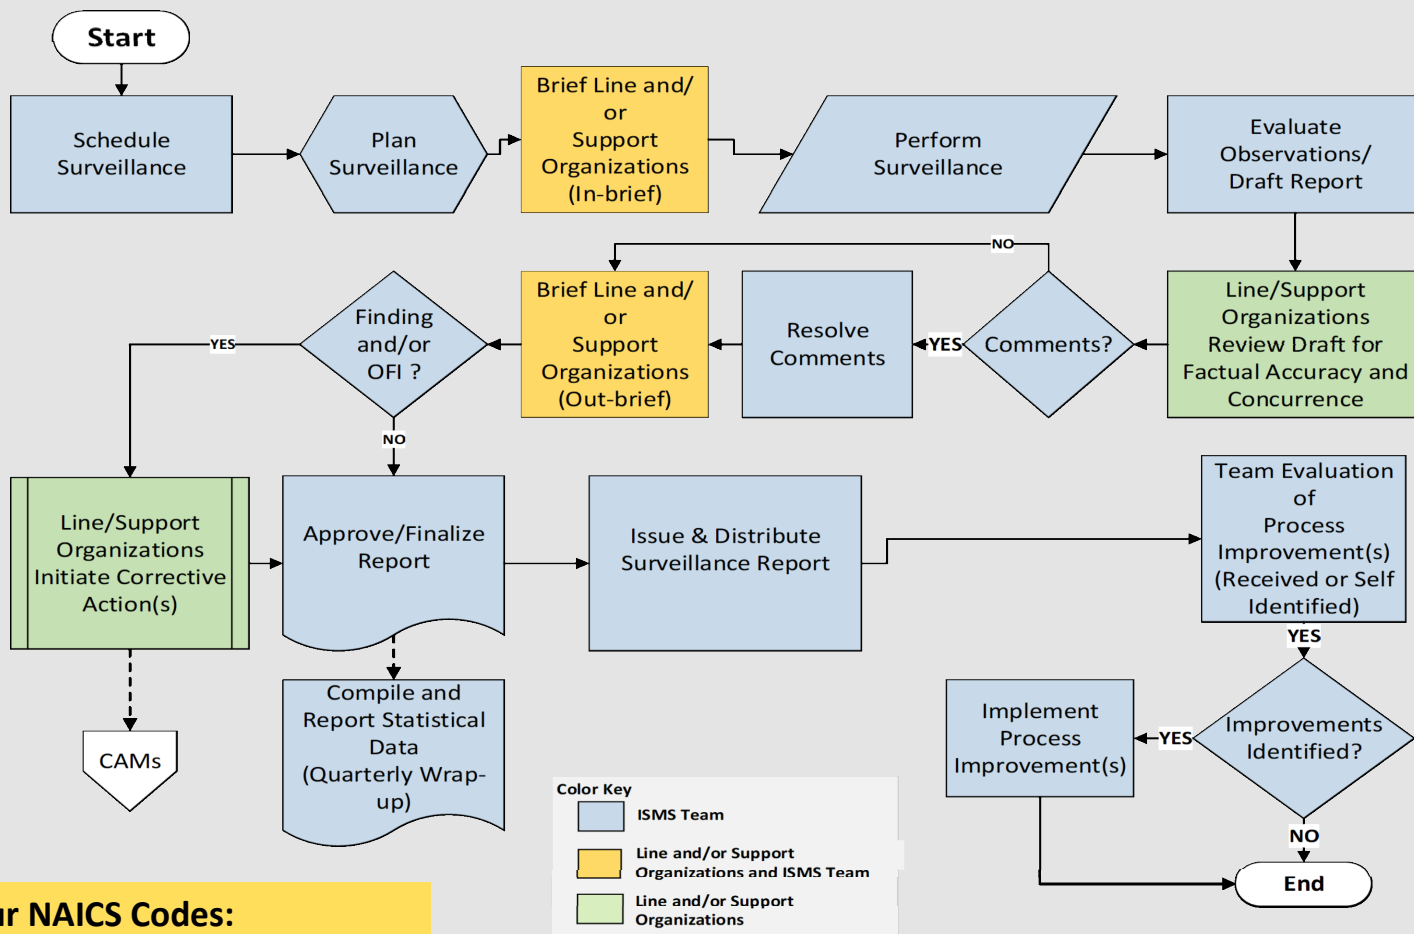 Start
Schedule
Surveillance
Plan
Surveillance
Brief Line and/
or
Support
Organizations
(In-brief)
Perform
Surveillance
Evaluate
Observations/
Draft Report
NO
Finding
and/or
OFI ?
Brief Line and/
or
Support
Organizations
(Out-brief)
Resolve
Comments
YES
Comments?
Line/Support
Organizations
Review Draft for
Factual Accuracy and
Concurrence
YES
NO
Line/Support
Organizations
Initiate Corrective
Action(s)
Approve/Finalize
Report
Issue & Distribute
Surveillance Report
Team Evaluation
of
Process
Improvement(s)
(Received or Self
Identified)
YES
CAMs
Compile and
Report Statistical
Data
(Quarterly Wrap-
up)
Implement
Process
Improvement(s)
YES
Improvements
Identified?
NO
End
Color Key
ISMS Team
Line and/or Support
Organizations and ISMS Team
Line and/or Support
Organizations
ur NAICS Codes: